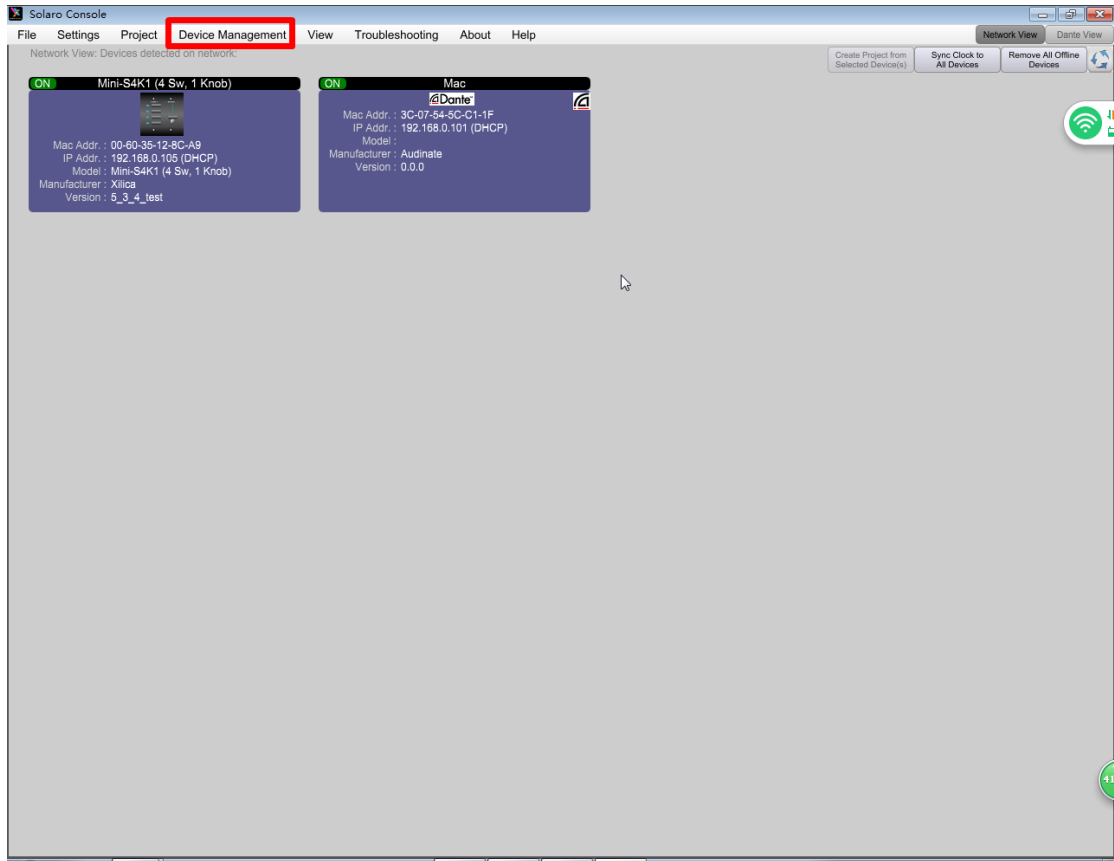 Solaro Console
File Settings Project Device Management View Troubleshooting About Help
Network View Dante View
Network View: Devices detected on network:
Create Project from
Selected Device(s)
Sync Clock to
All Devices
Remove All Offline
Devices
ON Mini-S4K1 (4 Sw, 1 Knob)
Mac Addr. : 00-60-35-12-8C-A9
IP Addr. : 192.168.0.105 (DHCP)
Model : Mini-S4K1 (4 Sw, 1 Knob)
Manufacturer : Xilica
Version : 5_3_4_test
ON Mac
Dante
Mac Addr. : 3C-07-54-5C-C1-1F
IP Addr. : 192.168.0.101 (DHCP)
Model :
Manufacturer : Audinate
Version : 0.0.0
41